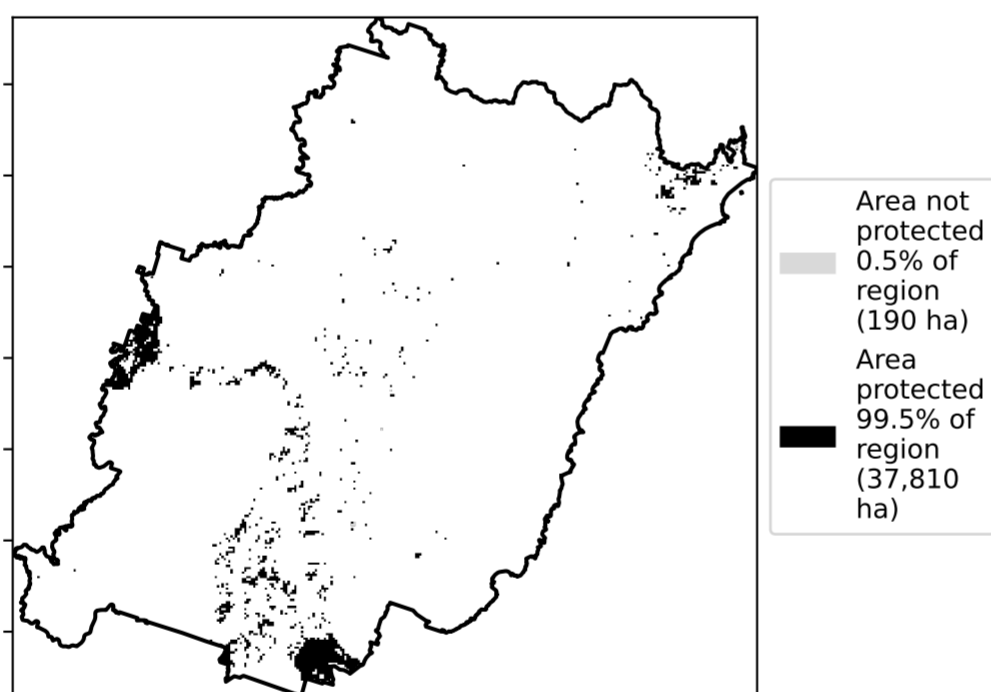 Area not
protected
0.5% of
region
(190 ha)
Area
protected
99.5% of
region
(37,810
ha)